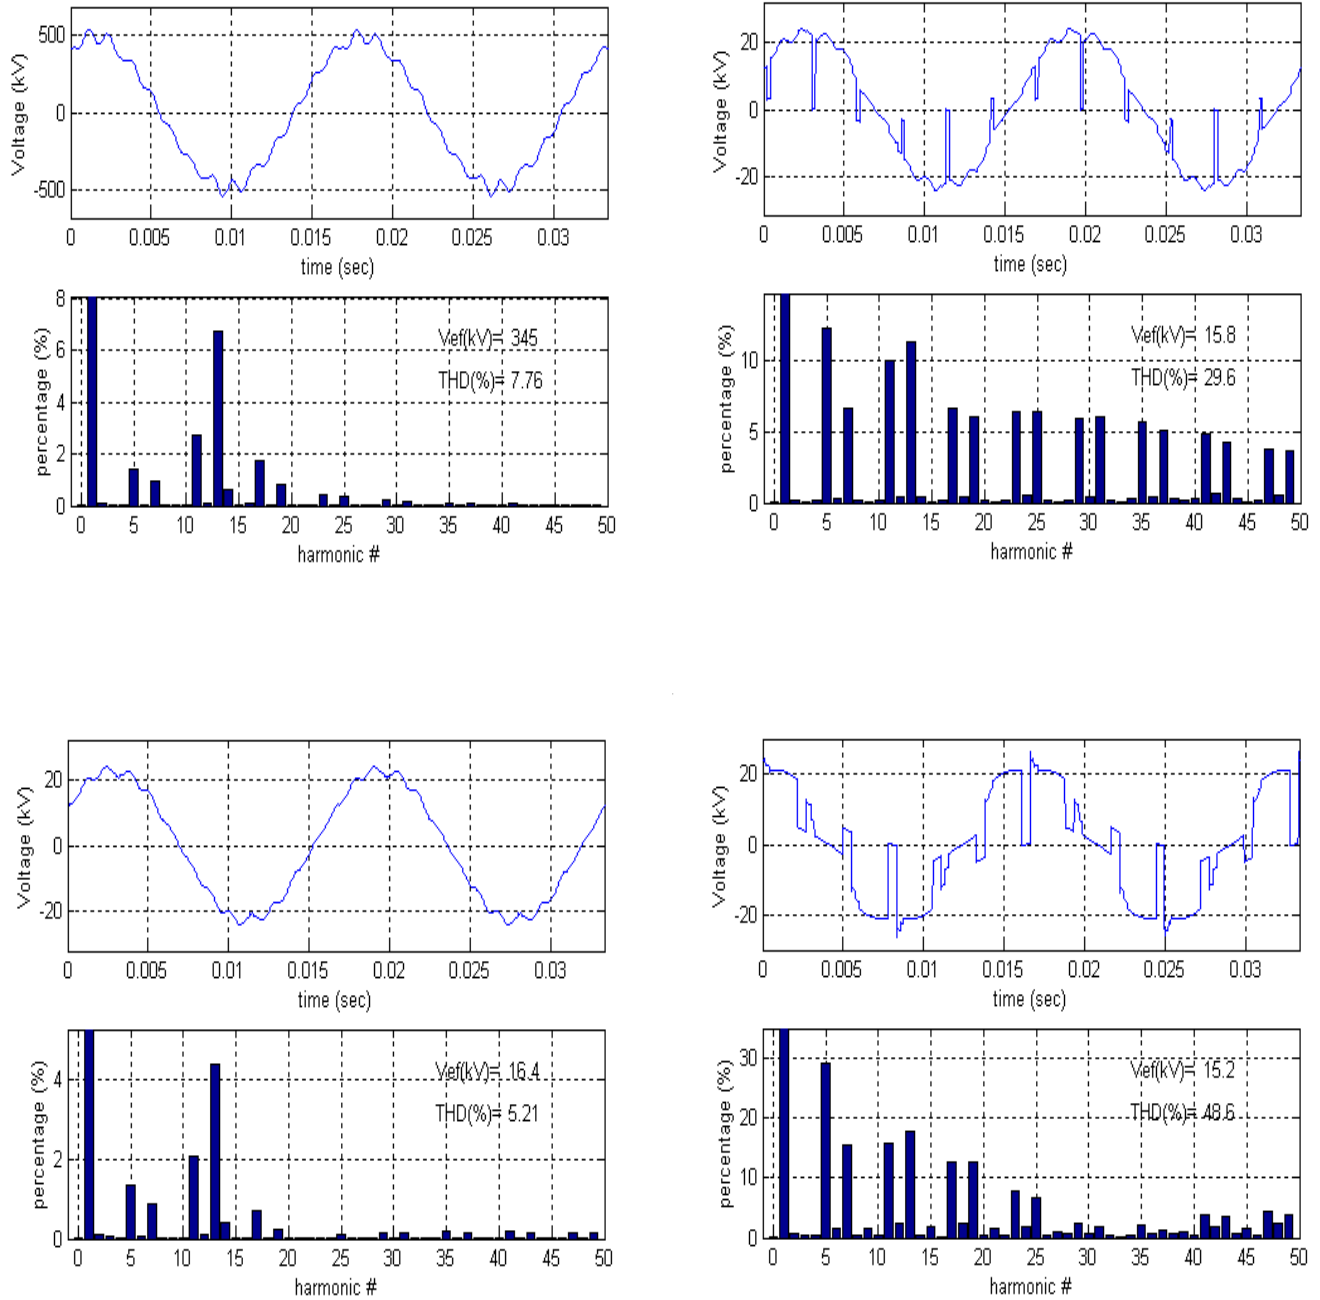 Voltage (kV)
500
0
-500
0 0.005 0.01 0.015 0.02 0.025 0.03
time (sec)
percentage (%)
8
6
4
2
0
Vef(kV)= 345
THD(%)= 7.76
0 5 10 15 20 25 30 35 40 45 50
harmonic #
Voltage (kV)
20
0
-20
0 0.005 0.01 0.015 0.02 0.025 0.03
time (sec)
percentage (%)
10
5
0
Vef(kV)= 15.8
THD(%)= 29.6
0 5 10 15 20 25 30 35 40 45 50
harmonic #
Voltage (kV)
20
0
-20
0 0.005 0.01 0.015 0.02 0.025 0.03
time (sec)
percentage (%)
4
2
0
Vef(kV)= 16.4
THD(%)= 5.21
0 5 10 15 20 25 30 35 40 45 50
harmonic #
Voltage (kV)
20
0
-20
0 0.005 0.01 0.015 0.02 0.025 0.03
time (sec)
percentage (%)
30
20
10
0
Vef(kV)= 15.2
THD(%)= 48.6
0 5 10 15 20 25 30 35 40 45 50
harmonic #